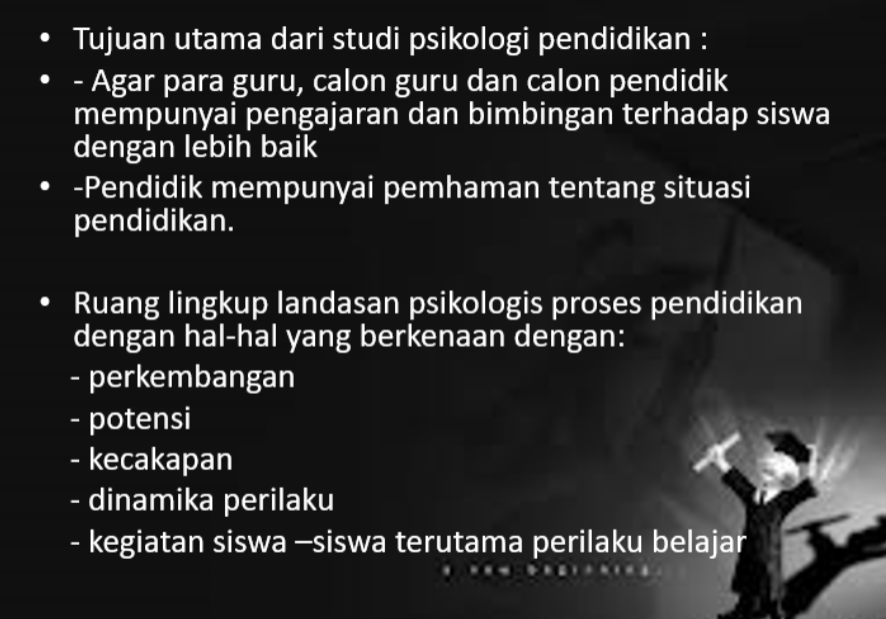 • Tujuan utama dari studi psikologi pendidikan :
• - Agar para guru, calon guru dan calon pendidik
mempunyai pengajaran dan bimbingan terhadap siswa
dengan lebih baik
• -Pendidik mempunyai pemhaman tentang situasi
pendidikan.
• Ruang lingkup landasan psikologis proses pendidikan
dengan hal-hal yang berkenaan dengan:
- perkembangan
- potensi
- kecakapan
- dinamika perilaku
- kegiatan siswa –siswa terutama perilaku belajar
a new beginning...